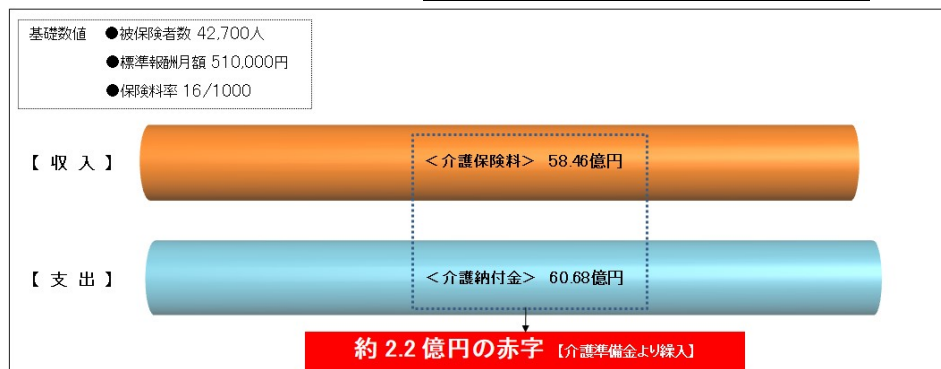 基礎数値 ●被保険者数 42,700人
●標準報酬月額 510,000円
●保険料率 16/1000
【 収 入 】 <介護保険料> 58.46億円
【 支 出 】 <介護納付金> 60.68億円
約 2.2 億円の赤字 【介護準備金より繰入】